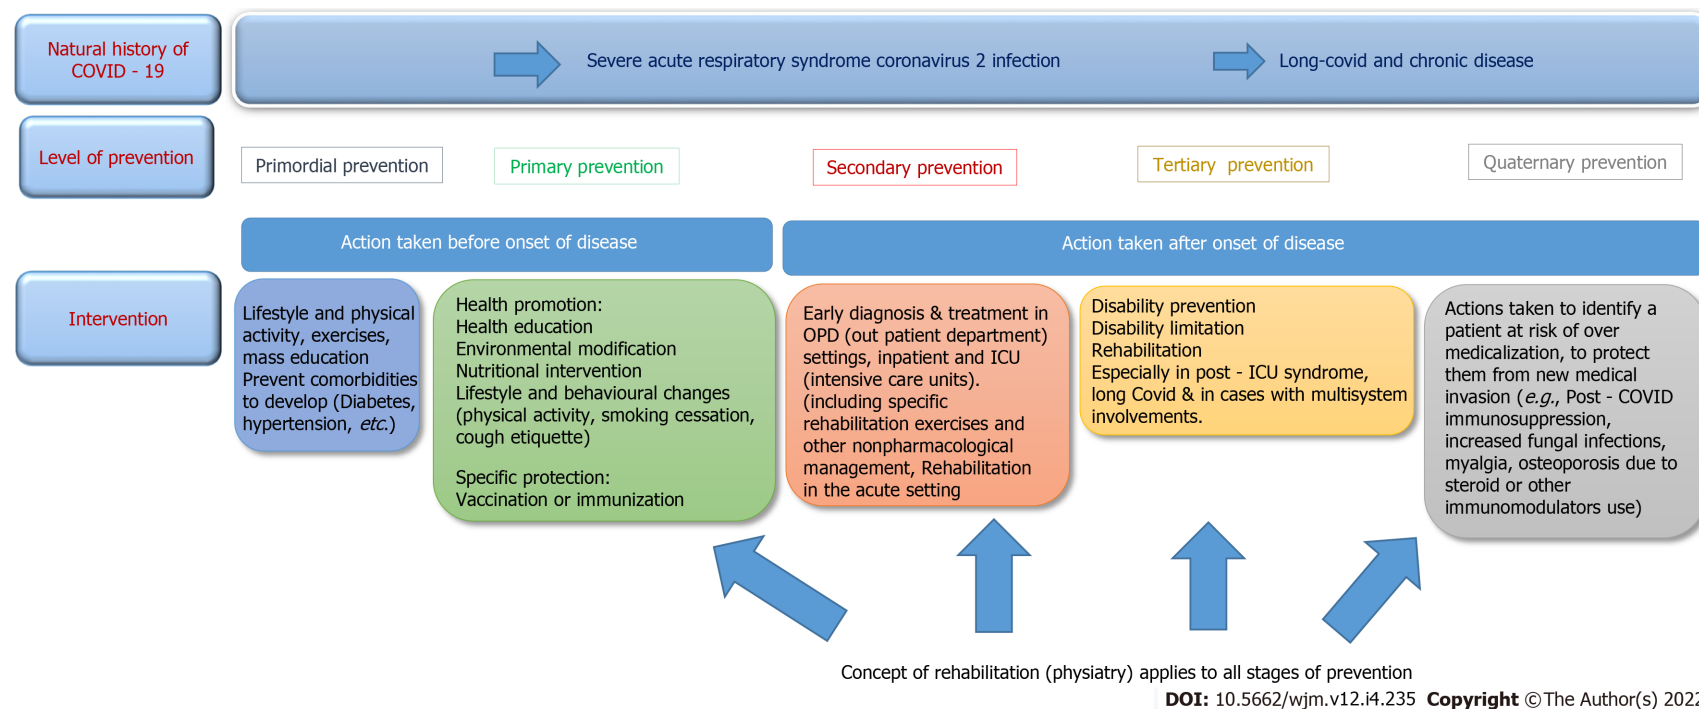 Natural history of
COVID - 19
Severe acute respiratory syndrome coronavirus 2 infection
Long-covid and chronic disease
Level of prevention
Primordial prevention
Primary prevention
Secondary prevention
Tertiary prevention
Quaternary prevention
Action taken before onset of disease
Action taken after onset of disease
Intervention
Lifestyle and physical
activity, exercises,
mass education
Prevent comorbidities
to develop (Diabetes,
hypertension, etc.)
Health promotion:
Health education
Environmental modification
Nutritional intervention
Lifestyle and behavioural changes
(physical activity, smoking cessation,
cough etiquette)
Specific protection:
Vaccination or immunization
Early diagnosis & treatment in
OPD (out patient department)
settings, inpatient and ICU
(intensive care units).
(including specific
rehabilitation exercises and
other nonpharmacological
management, Rehabilitation
in the acute setting
Disability prevention
Disability limitation
Rehabilitation
Especially in post - ICU syndrome,
long Covid & in cases with multisystem
involvements.
Actions taken to identify a
patient at risk of over
medicalization, to protect
them from new medical
invasion (e.g., Post - COVID
immunosuppression,
increased fungal infections,
myalgia, osteoporosis due to
steroid or other
immunomodulators use)
Concept of rehabilitation (physiatry) applies to all stages of prevention
DOI: 10.5662/wjm.v12.i4.235 Copyright ©The Author(s) 2022